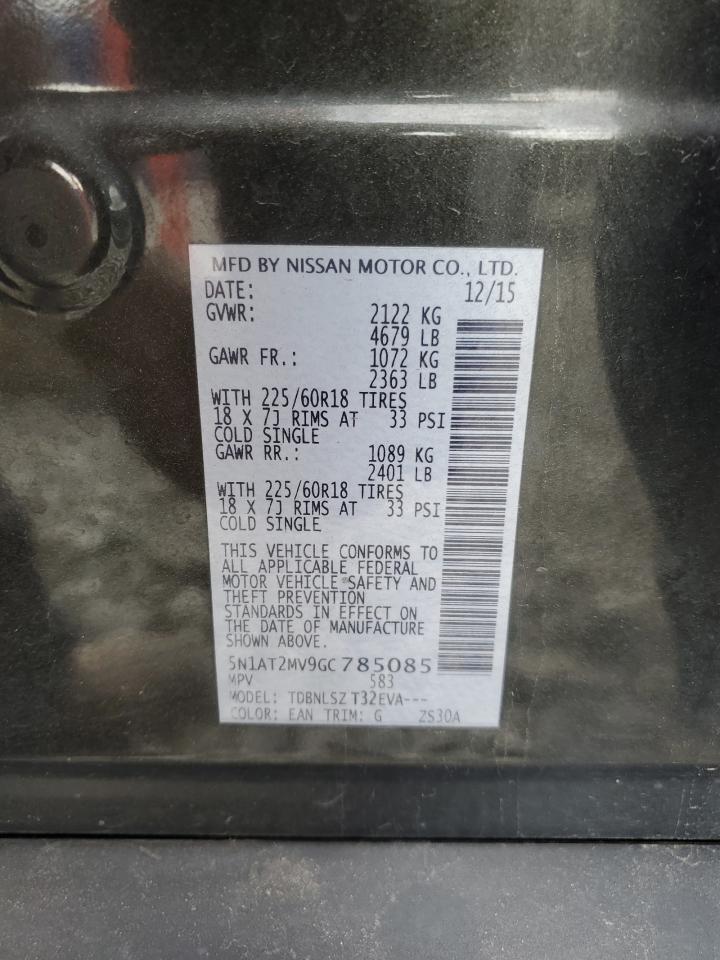 MFD BY NISSAN MOTOR CO., LTD.
DATE: 12/15
GVWR: 2122 KG
4679 LB
GAWR FR.: 1072 KG
2363 LB
WITH 225/60R18 TIRES
18 X 7J RIMS AT 33 PSI
COLD SINGLE
GAWR RR.: 1089 KG
2401 LB
WITH 225/60R18 TIRES
18 X 7J RIMS AT 33 PSI
COLD SINGLE
THIS VEHICLE CONFORMS TO
ALL APPLICABLE FEDERAL
MOTOR VEHICLE SAFETY AND
THEFT PREVENTION
STANDARDS IN EFFECT ON
THE DATE OF MANUFACTURE
SHOWN ABOVE.
5N1AT2MV9GC785085
MPV 583
MODEL: TDBNLSZ T32EVA---
COLOR: EAN TRIM: G ZS30A